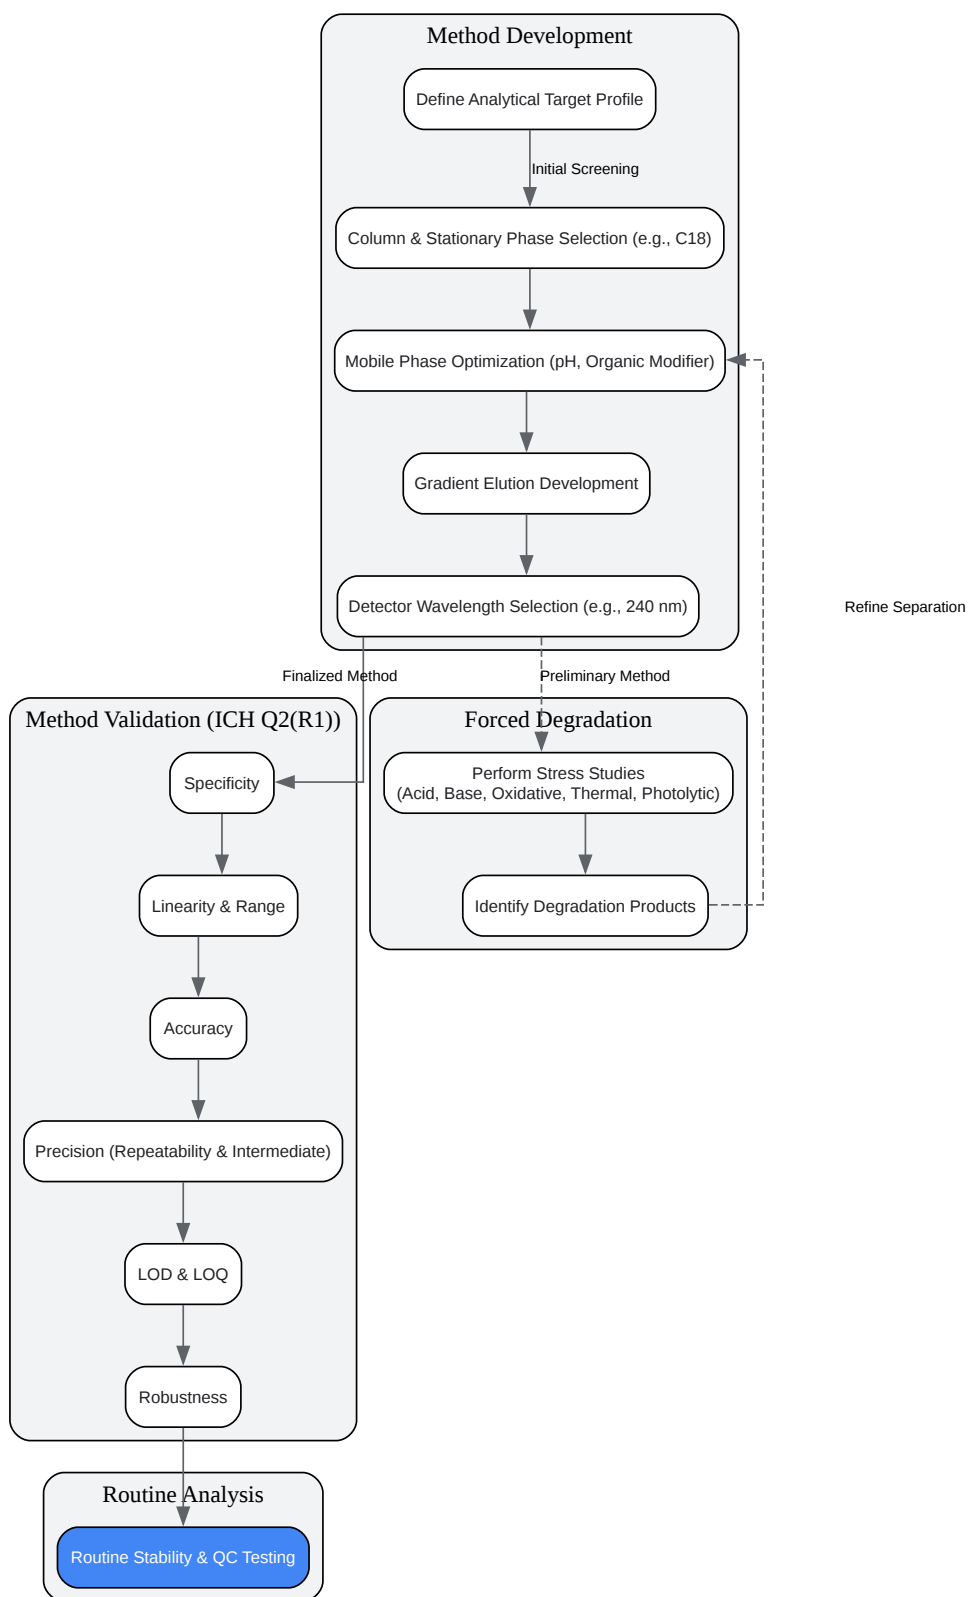 Method Development
Define Analytical Target Profile
Initial Screening
Column & Stationary Phase Selection (e.g., C18)
Mobile Phase Optimization (pH, Organic Modifier)
Gradient Elution Development
Detector Wavelength Selection (e.g., 240 nm)
Refine Separation
Finalized Method
Preliminary Method
Method Validation (ICH Q2(R1))
Specificity
Linearity & Range
Accuracy
Precision (Repeatability & Intermediate)
LOD & LOQ
Robustness
Forced Degradation
Perform Stress Studies
(Acid, Base, Oxidative, Thermal, Photolytic)
Identify Degradation Products
Routine Analysis
Routine Stability & QC Testing